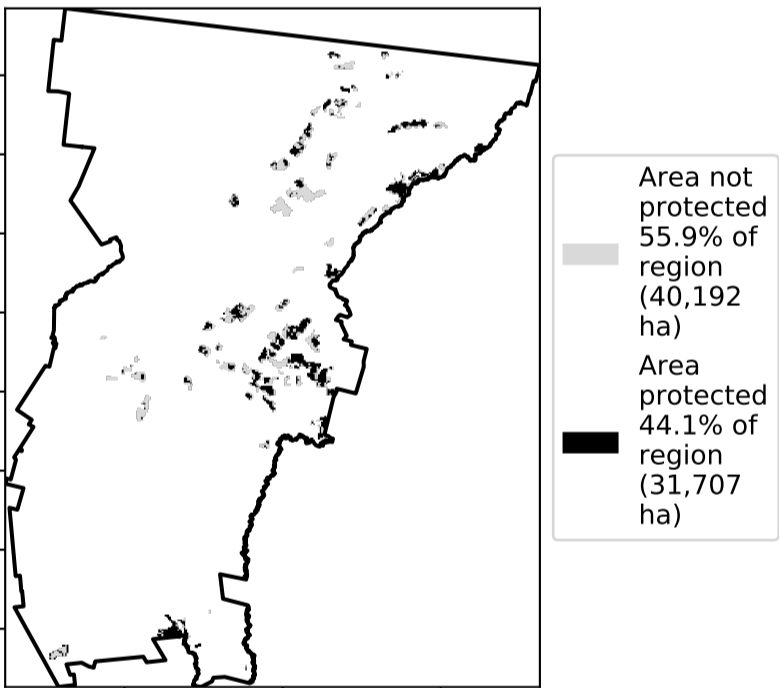 Area not
protected
55.9% of
region
(40,192
ha)
Area
protected
44.1% of
region
(31,707
ha)